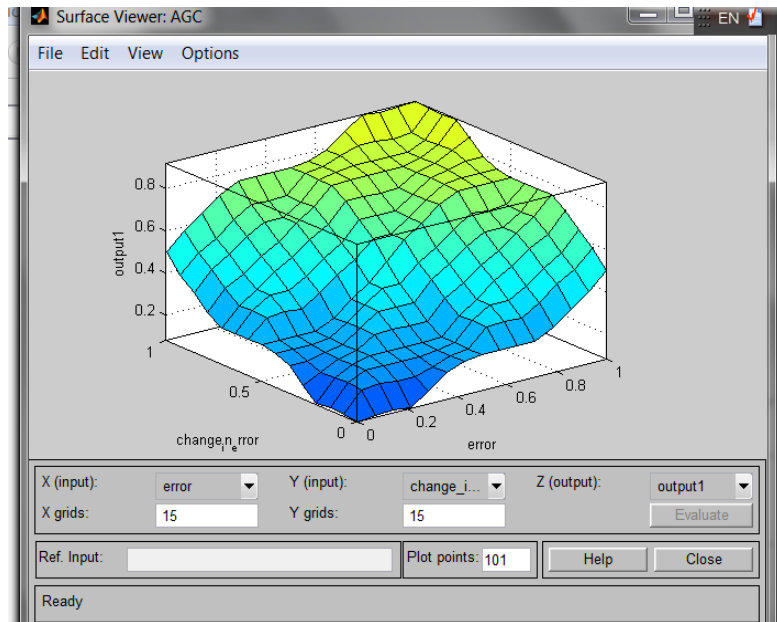 Surface Viewer: AGC
EN
File Edit View Options
0.8
0.6
0.4
0.2
output1
1
0.5
0
change_in_error
0
0.2
0.4
0.6
0.8
1
error
X (input): error Y (input): change_i... Z (output): output1
X grids: 15 Y grids: 15 Evaluate
Ref. Input: Plot points: 101 Help Close
Ready